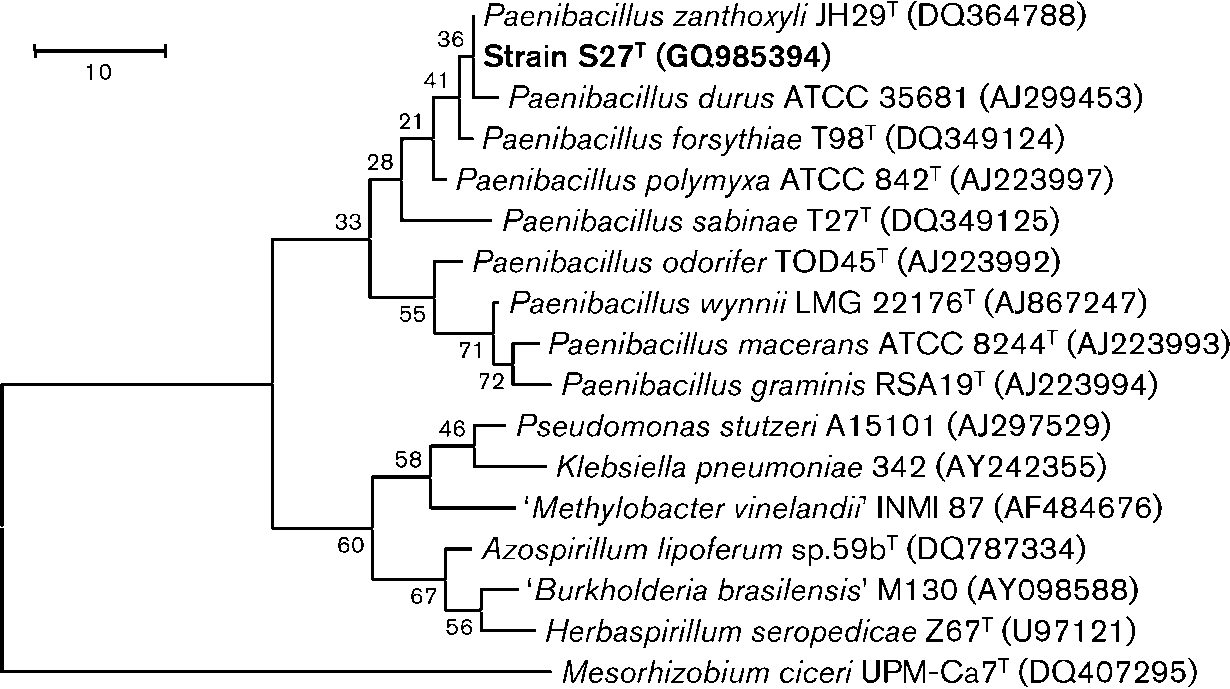 Paenibacillus zanthoxyli JH29ᵀ (DQ364788)
36
Strain S27ᵀ (GQ985394)
10
41
Paenibacillus durus ATCC 35681 (AJ299453)
21
Paenibacillus forsythiae T98ᵀ (DQ349124)
28
Paenibacillus polymyxa ATCC 842ᵀ (AJ223997)
33
Paenibacillus sabinae T27ᵀ (DQ349125)
Paenibacillus odorifer TOD45ᵀ (AJ223992)
55
Paenibacillus wynnii LMG 22176ᵀ (AJ867247)
71
Paenibacillus macerans ATCC 8244ᵀ (AJ223993)
72
Paenibacillus graminis RSA19ᵀ (AJ223994)
46
Pseudomonas stutzeri A15101 (AJ297529)
58
Klebsiella pneumoniae 342 (AY242355)
'Methylobacter vinelandii' INMI 87 (AF484676)
60
Azospirillum lipoferum sp.59bᵀ (DQ787334)
67
'Burkholderia brasilensis' M130 (AY098588)
56
Herbaspirillum seropedicae Z67ᵀ (U97121)
Mesorhizobium ciceri UPM-Ca7ᵀ (DQ407295)